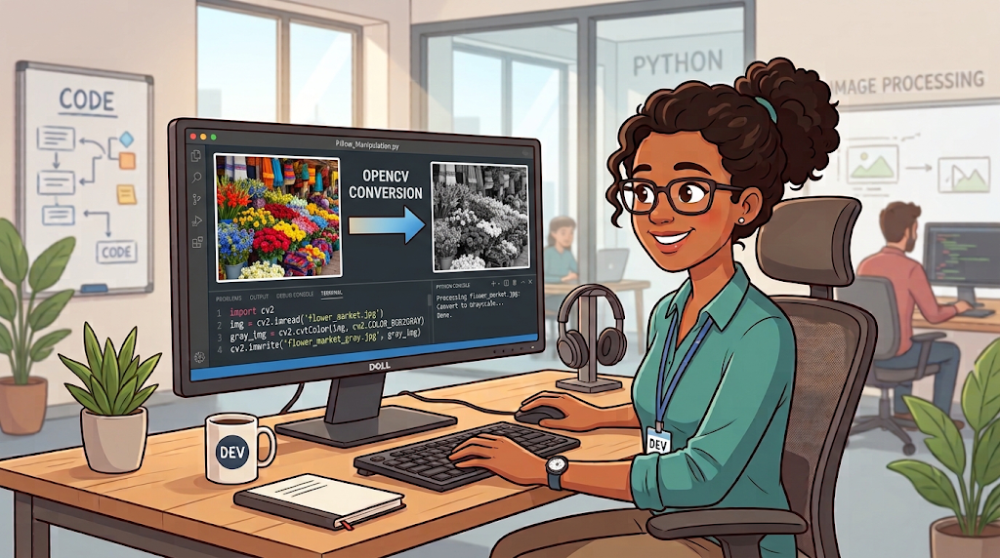 CODE
CODE
PYTHON
IMAGE PROCESSING
Pillow_Manipulation.py
OPENCV
CONVERSION
PROBLEMS OUTPUT DEBUG CONSOLE TERMINAL
1 import cv2
2 img = cv2.imread('flower_market.jpg')
3 gray_img = cv2.cvtColor(img, cv2.COLOR_BGR2GRAY)
4 cv2.imwrite('flower_market_gray.jpg', gray_img)
PYTHON CONSOLE
Processing flower_market.jpg:
Convert to Grayscale...
Done.
DOLL
DEV
DEV